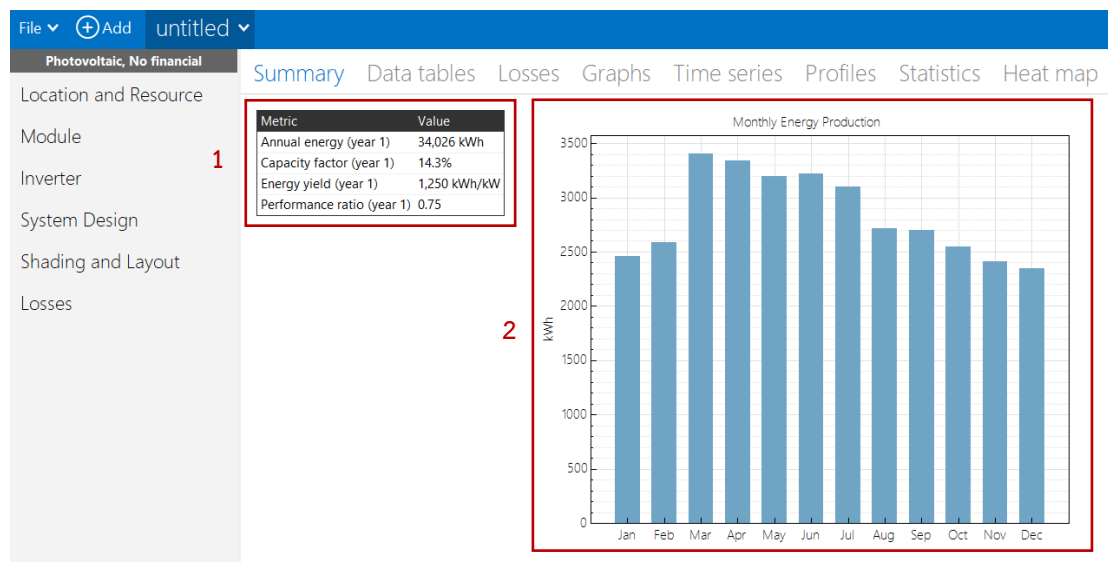 File Add untitled
Photovoltaic, No financial
Summary Data tables Losses Graphs Time series Profiles Statistics Heat map
Location and Resource
Module
Inverter
System Design
Shading and Layout
Losses
1
Metric Value
Annual energy (year 1) 34,026 kWh
Capacity factor (year 1) 14.3%
Energy yield (year 1) 1,250 kWh/kW
Performance ratio (year 1) 0.75
2
Monthly Energy Production
kWh
3500
3000
2500
2000
1500
1000
500
0
Jan Feb Mar Apr May Jun Jul Aug Sep Oct Nov Dec